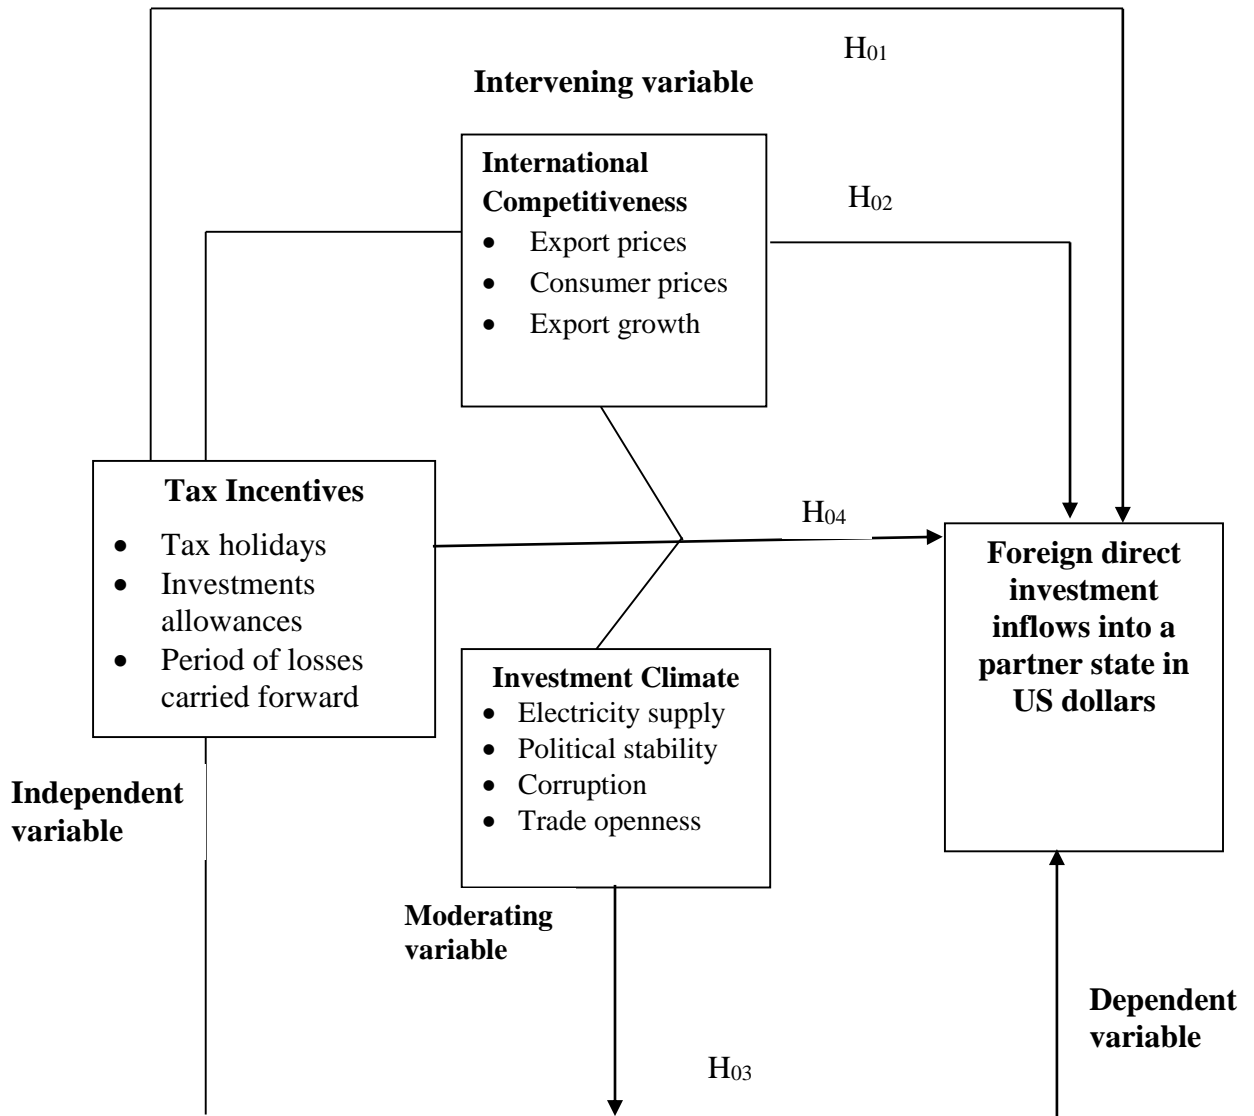 H₀₁
Intervening variable
International
Competitiveness
• Export prices
• Consumer prices
• Export growth
H₀₂
Tax Incentives
• Tax holidays
• Investments
allowances
• Period of losses
carried forward
H₀₄
Foreign direct
investment
inflows into a
partner state in
US dollars
Investment Climate
• Electricity supply
• Political stability
• Corruption
• Trade openness
Independent
variable
Moderating
variable
Dependent
variable
H₀₃